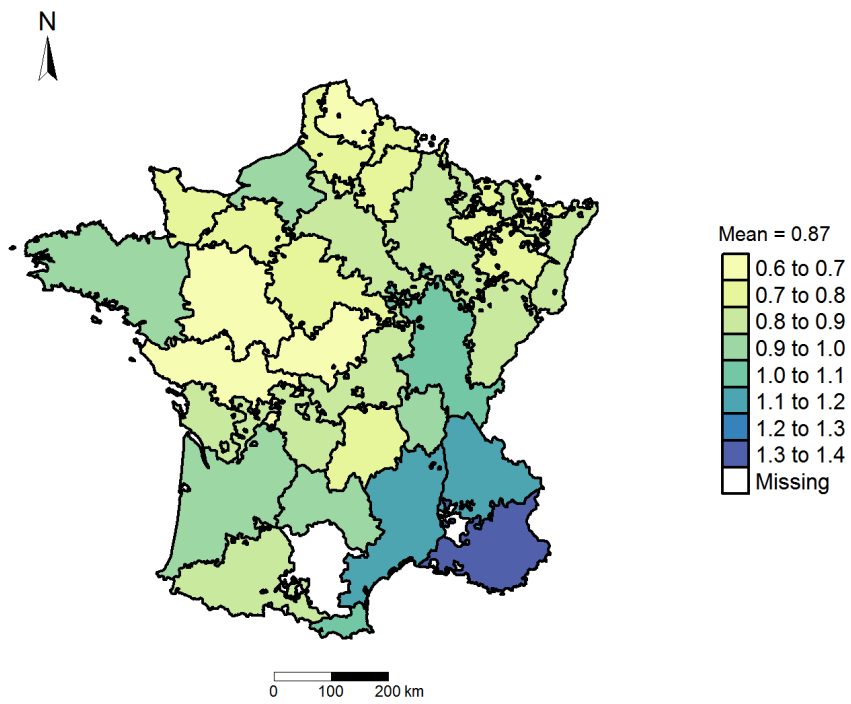 N
Mean = 0.87
0.6 to 0.7
0.7 to 0.8
0.8 to 0.9
0.9 to 1.0
1.0 to 1.1
1.1 to 1.2
1.2 to 1.3
1.3 to 1.4
Missing
0 100 200 km